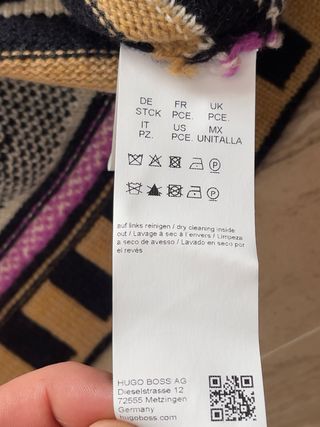 DE FR UK
STCK PCE. PCE.
IT US MX
PZ. PCE. UNITALLA
P
P
auf links reinigen / dry cleaning inside
out / Lavage à sec à l'envers / Limpeza
a seco de avesso / Lavado en seco por
el revés
HUGO BOSS AG
Dieselstrasse 12
72555 Metzingen
Germany
hugoboss.com